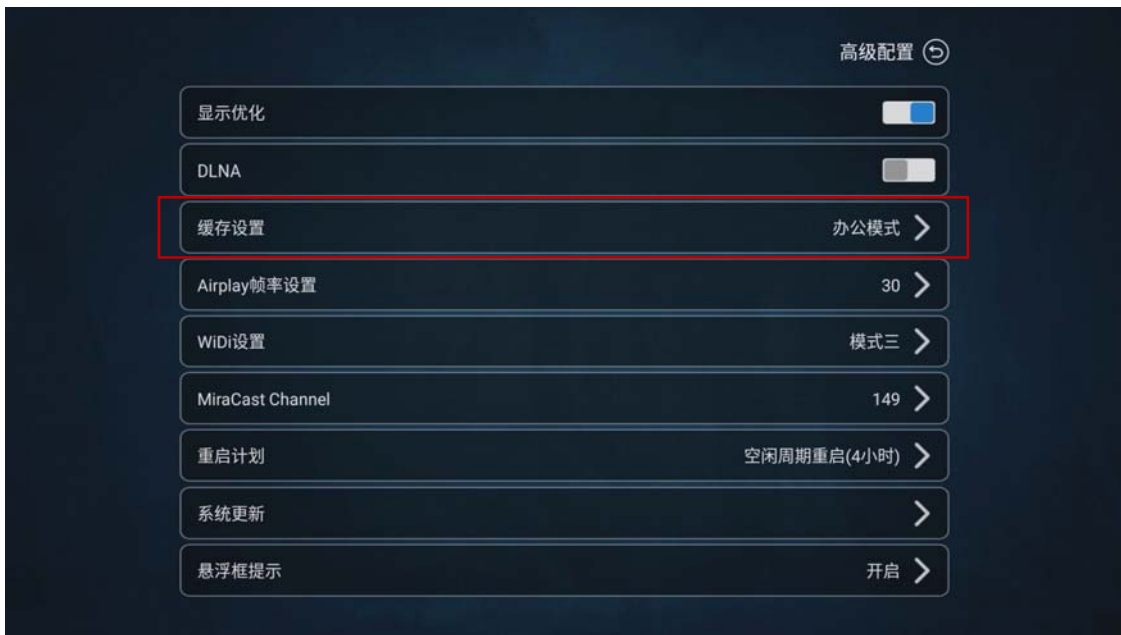 高级配置
显示优化
DLNA
缓存设置 办公模式
Airplay帧率设置 30
WiDi设置 模式三
MiraCast Channel 149
重启计划 空闲周期重启(4小时)
系统更新
悬浮框提示 开启